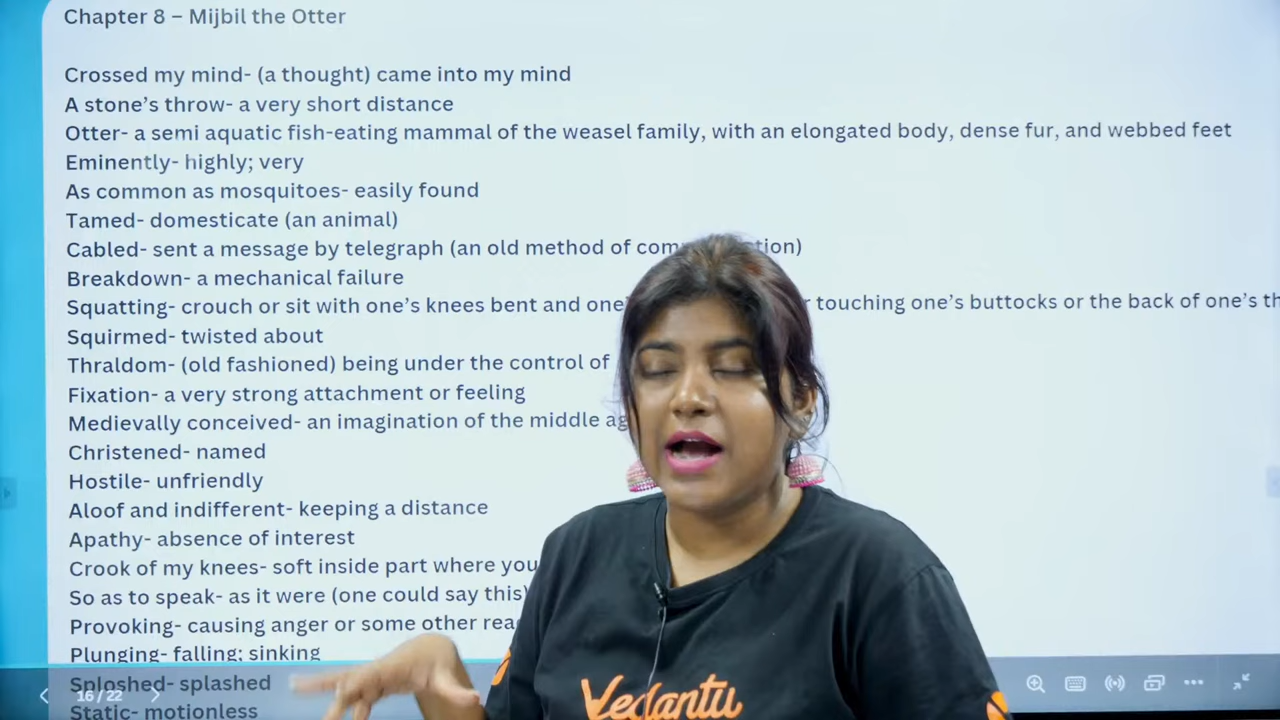 Chapter 8 – Mijbil the Otter
Crossed my mind- (a thought) came into my mind
A stone’s throw- a very short distance
Otter- a semi aquatic fish-eating mammal of the weasel family, with an elongated body, dense fur, and webbed feet
Eminently- highly; very
As common as mosquitoes- easily found
Tamed- domesticate (an animal)
Cabled- sent a message by telegraph (an old method of com tion)
Breakdown- a mechanical failure
Squatting- crouch or sit with one’s knees bent and one touching one’s buttocks or the back of one’s th
Squirmed- twisted about
Thraldom- (old fashioned) being under the control of
Fixation- a very strong attachment or feeling
Medievally conceived- an imagination of the middle ag
Christened- named
Hostile- unfriendly
Aloof and indifferent- keeping a distance
Apathy- absence of interest
Crook of my knees- soft inside part where you
So as to speak- as it were (one could say this)
Provoking- causing anger or some other rea
Plunging- falling; sinking
Sploshed- splashed
16 / 22
Static- motionless
Vedantu